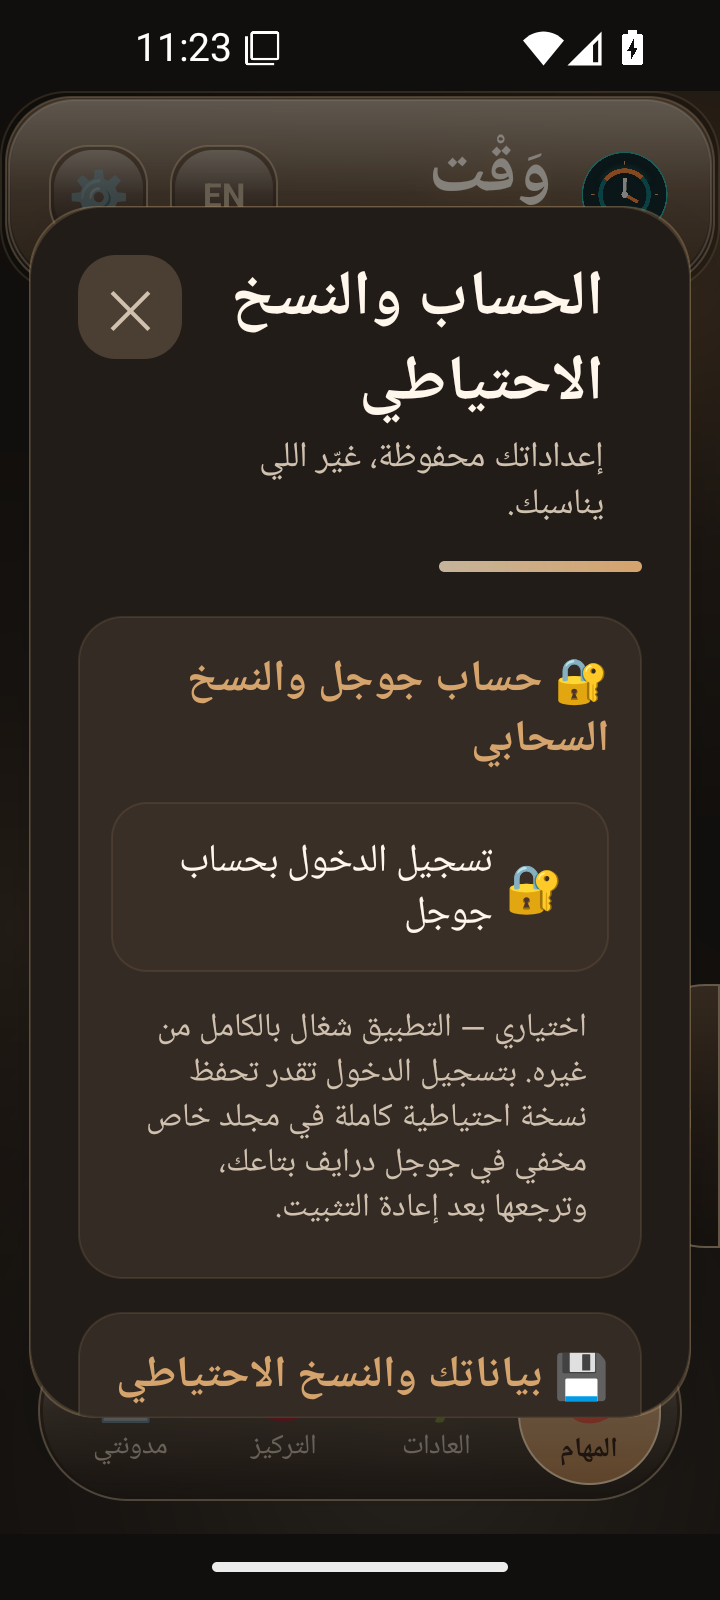 11:23
وَقْت
EN
الحساب والنسخ
الاحتياطي
إعداداتك محفوظة، غيّر اللي
يناسبك.
🔐 حساب جوجل والنسخ
السحابي
🔐 تسجيل الدخول بحساب
جوجل
اختياري — التطبيق شغال بالكامل من
غيره. بتسجيل الدخول تقدر تحفظ
نسخة احتياطية كاملة في مجلد خاص
مخفي في جوجل درايف بتاعك،
وترجعها بعد إعادة التثبيت.
💾 بياناتك والنسخ الاحتياطي
المهام
العادات
التركيز
مدونتي